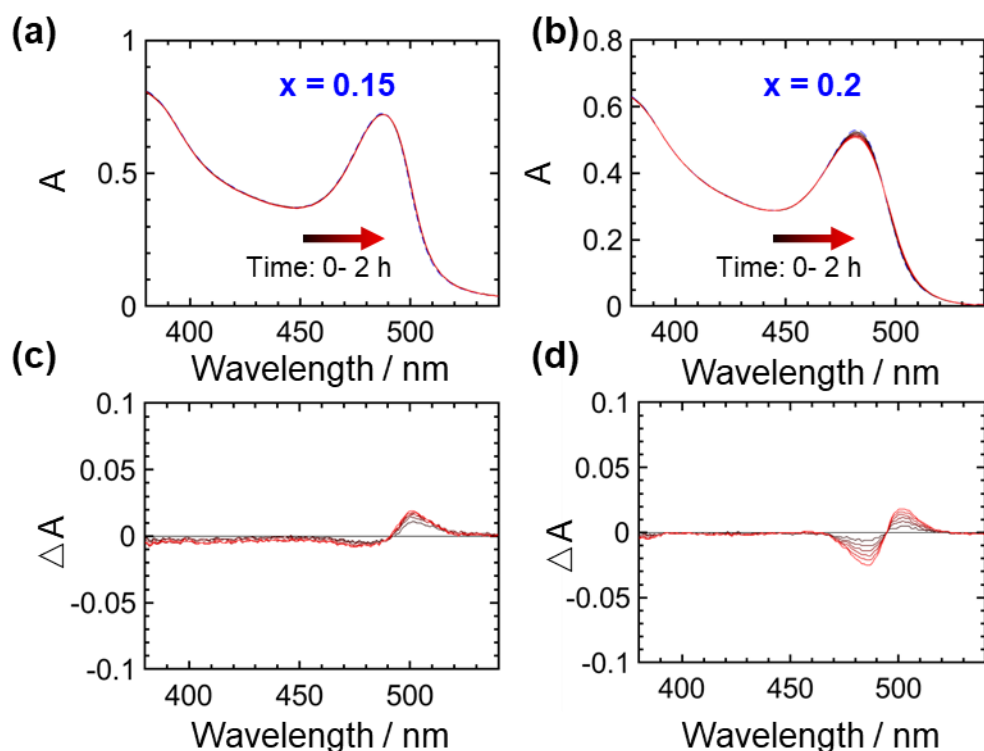 (a)
1
0.5
0
A
x = 0.15
Time: 0- 2 h
400
450
500
Wavelength / nm
(b)
0.8
0.6
0.4
0.2
0
A
x = 0.2
Time: 0- 2 h
400
450
500
Wavelength / nm
(c)
0.1
0.05
0
-0.05
-0.1
△A
400
450
500
Wavelength / nm
(d)
0.1
0.05
0
-0.05
-0.1
△A
400
450
500
Wavelength / nm